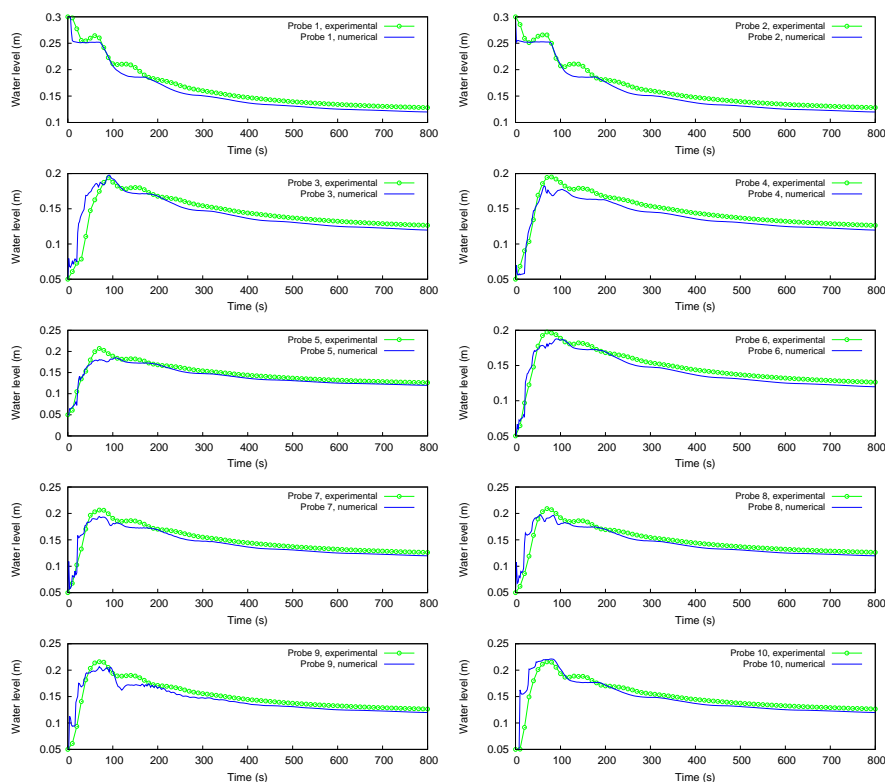 0.3
0.25
0.2
0.15
0.1
Water level (m)
Probe 1, experimental
Probe 1, numerical
0 100 200 300 400 500 600 700 800
Time (s)
0.3
0.25
0.2
0.15
0.1
Water level (m)
Probe 2, experimental
Probe 2, numerical
0 100 200 300 400 500 600 700 800
Time (s)
0.2
0.15
0.1
0.05
Water level (m)
Probe 3, experimental
Probe 3, numerical
0 100 200 300 400 500 600 700 800
Time (s)
0.2
0.15
0.1
0.05
Water level (m)
Probe 4, experimental
Probe 4, numerical
0 100 200 300 400 500 600 700 800
Time (s)
0.25
0.2
0.15
0.1
0.05
0
Water level (m)
Probe 5, experimental
Probe 5, numerical
0 100 200 300 400 500 600 700 800
Time (s)
0.2
0.15
0.1
0.05
Water level (m)
Probe 6, experimental
Probe 6, numerical
0 100 200 300 400 500 600 700 800
Time (s)
0.25
0.2
0.15
0.1
0.05
Water level (m)
Probe 7, experimental
Probe 7, numerical
0 100 200 300 400 500 600 700 800
Time (s)
0.25
0.2
0.15
0.1
0.05
Water level (m)
Probe 8, experimental
Probe 8, numerical
0 100 200 300 400 500 600 700 800
Time (s)
0.25
0.2
0.15
0.1
0.05
Water level (m)
Probe 9, experimental
Probe 9, numerical
0 100 200 300 400 500 600 700 800
Time (s)
0.25
0.2
0.15
0.1
0.05
Water level (m)
Probe 10, experimental
Probe 10, numerical
0 100 200 300 400 500 600 700 800
Time (s)